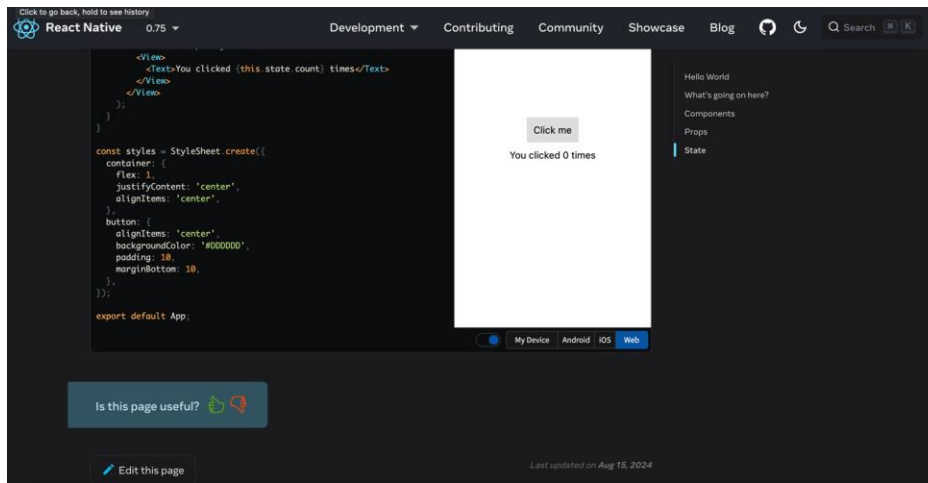 Click to go back, hold to see history
React Native 0.75 Development Contributing Community Showcase Blog Search ⌘ K
<View>
<Text>You clicked {this.state.count} times</Text>
</View>
</View>
);
}
}
const styles = StyleSheet.create({
container: {
flex: 1,
justifyContent: 'center',
alignItems: 'center',
},
button: {
alignItems: 'center',
backgroundColor: '#DDDDDD',
padding: 10,
marginBottom: 10,
},
});
export default App;
Click me
You clicked 0 times
My Device Android iOS Web
Hello World
What's going on here?
Components
Props
State
Is this page useful?
Edit this page
Last updated on Aug 15, 2024